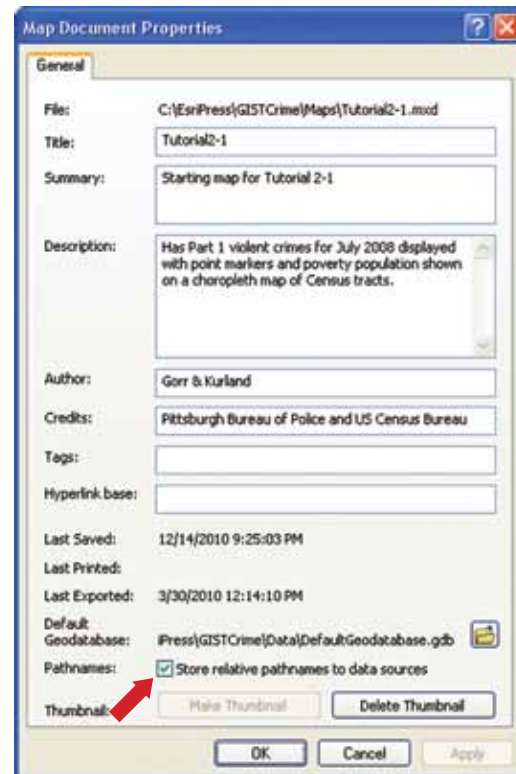 Map Document Properties
General
File: C:\EsriPress\GISTCrime\Maps\Tutorial2-1.mxd
Title: Tutorial2-1
Summary: Starting map for Tutorial 2-1
Description: Has Part 1 violent crimes for July 2008 displayed
with point markers and poverty population shown
on a choropleth map of Census tracts.
Author: Gorr & Kurland
Credits: Pittsburgh Bureau of Police and US Census Bureau
Tags:
Hyperlink base:
Last Saved: 12/14/2010 9:25:03 PM
Last Printed:
Last Exported: 3/30/2010 12:14:10 PM
Default
Geodatabase: iPress\GISTCrime\Data\DefaultGeodatabase.gdb
Pathnames: Store relative pathnames to data sources
Thumbnail: Make Thumbnail Delete Thumbnail
OK Cancel Apply